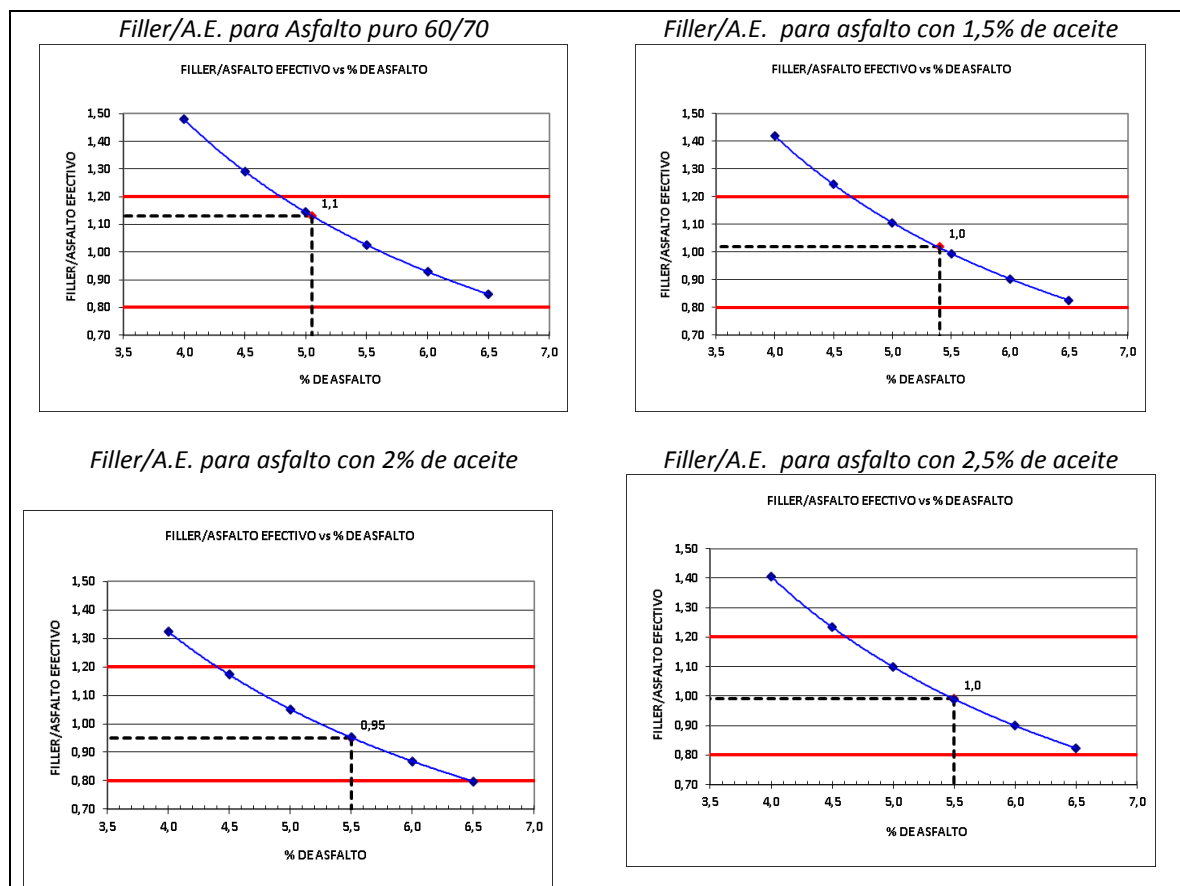 Filler/A.E. para Asfalto puro 60/70
FILLER/ASFALTO EFECTIVO vs % DE ASFALTO
FILLER/ASFALTO EFECTIVO
1,50
1,40
1,30
1,20
1,10
1,00
0,90
0,80
0,70
1,1
3,5 4,0 4,5 5,0 5,5 6,0 6,5 7,0
% DE ASFALTO
Filler/A.E. para asfalto con 1,5% de aceite
FILLER/ASFALTO EFECTIVO vs % DE ASFALTO
FILLER/ASFALTO EFECTIVO
1,50
1,40
1,30
1,20
1,10
1,00
0,90
0,80
0,70
1,0
3,5 4,0 4,5 5,0 5,5 6,0 6,5 7,0
% DE ASFALTO
Filler/A.E. para asfalto con 2% de aceite
FILLER/ASFALTO EFECTIVO vs % DE ASFALTO
FILLER/ASFALTO EFECTIVO
1,50
1,40
1,30
1,20
1,10
1,00
0,90
0,80
0,70
0,95
3,5 4,0 4,5 5,0 5,5 6,0 6,5 7,0
% DE ASFALTO
Filler/A.E. para asfalto con 2,5% de aceite
FILLER/ASFALTO EFECTIVO vs % DE ASFALTO
FILLER/ASFALTO EFECTIVO
1,50
1,40
1,30
1,20
1,10
1,00
0,90
0,80
0,70
1,0
3,5 4,0 4,5 5,0 5,5 6,0 6,5 7,0
% DE ASFALTO